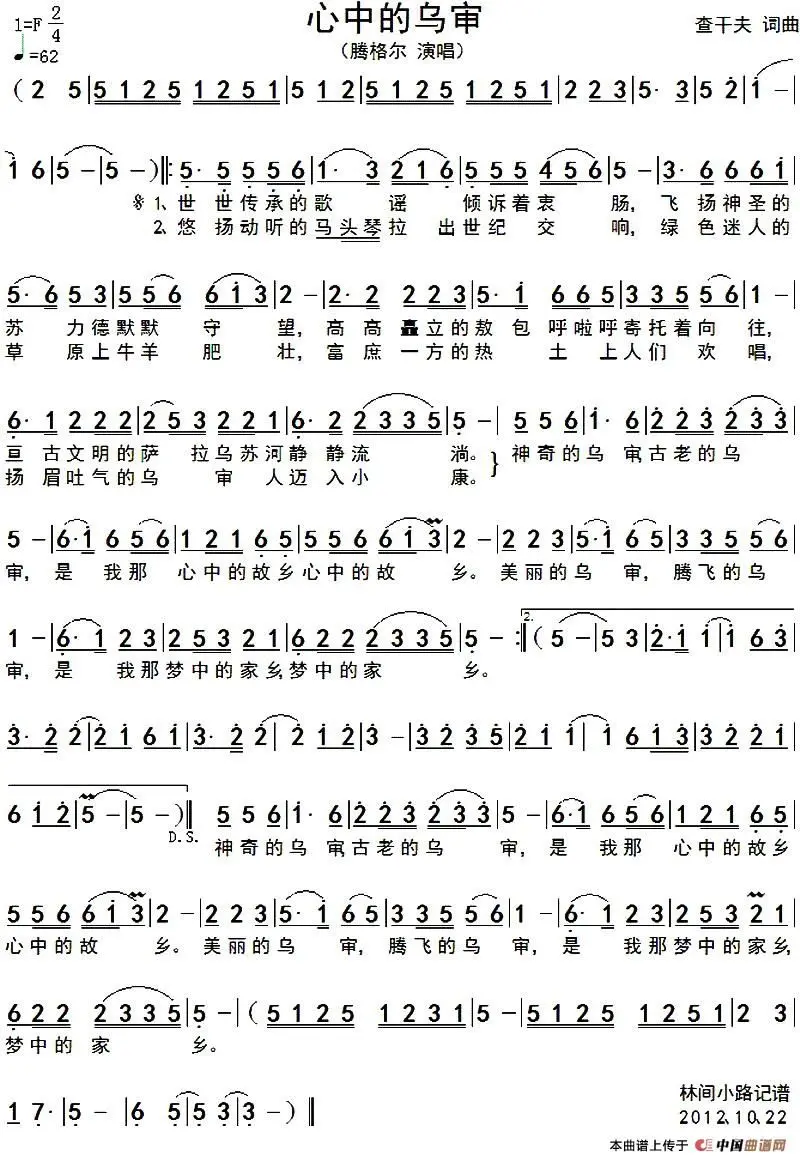 心中的乌审
1=F 2/4
♩=62
（腾格尔 演唱）
查干夫 词曲
(2 5|5 1 2 5 1 2 5 1|5 1 2|5 1 2 5 1 2 5 1|2 2 3|5· 3|5 2|1 –|
1 6|5 –|5 –)‖:5· 5 5 5 6|1· 3|2 1 6|5 5 5 4 5 6|5 –|3· 6 6 6 1|
※ 1、世 世 传 承 的 歌 谣 倾 诉 着 衷 肠， 飞 扬 神 圣 的
2、悠 扬 动 听 的 马 头 琴 拉 出 世 纪 交 响， 绿 色 迷 人 的
5· 6 5 3|5 5 5 6 6 1 3|2 –|2· 2 2 2 3|5· 1 6 6 5|3 3 5 5 6|1 –|
苏 力 德 默 默 守 望， 高 高 矗 立 的 敖 包 呼 啦 呼 寄 托 着 向 往，
草 原 上 牛 羊 肥 壮， 富 庶 一 方 的 热 土 上 人 们 欢 唱，
6· 1 2 2 2|2 5 3 2 2 1|6· 2 2 3 3 5|5 –| 5 5 6|1· 6|2 2 3 2 3 3|
亘 古 文 明 的 萨 拉 乌 苏 河 静 静 流 淌。 神 奇 的 乌 审,古 老 的 乌
扬 眉 吐 气 的 乌 审 人 迈 入 小 康。
5 –|6· 1 6 5 6|1 2 1 6 5|5 5 6 6 1 3|2 –|2 2 3|5· 1 6 5|3 3 5 5 6|
审， 是 我 那 心 中 的 故 乡 心 中 的 故 乡。 美 丽 的 乌 审， 腾 飞 的 乌
1 –|6· 1 2 3|2 5 3 2 1|6 2 2 2 3 3 5|5 – :‖2.(5 –|5 3|2· 1 1|1 6 3|
审， 是 我 那 梦 中 的 家 乡,梦 中 的 家 乡。
3· 2 2|2 1 6 1|3· 2 2|2 1 2|3 –|3 2 3 5|2 1 1|1 6 1 3|3 2 2 1|
6 1 2|5 –|5 –)‖ 5 5 6|1· 6|2 2 3 2 3 3|5 –|6· 1 6 5 6|1 2 1 6 5|
D.S. 神 奇 的 乌 审,古 老 的 乌 审， 是 我 那 心 中 的 故 乡
5 5 6 6 1 3|2 –|2 2 3|5· 1 6 5|3 3 5 5 6|1 –|6· 1 2 3|2 5 3 2 1|
心 中 的 故 乡。 美 丽 的 乌 审， 腾 飞 的 乌 审， 是 我 那 梦 中 的 家 乡,
6 2 2 2 3 3 5|5 –|(5 1 2 5 1 2 3 1|5 –|5 1 2 5 1 2 5 1|2 3|
梦 中 的 家 乡。
1 7·|5 –|6 5 5|3 3|2 –)‖
林间小路记谱
2012.10.22
本曲谱上传于 中国曲谱网